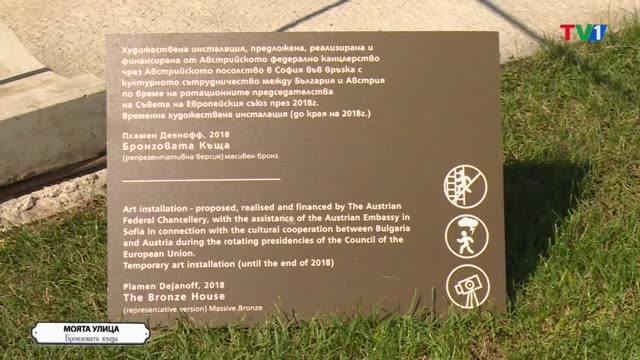 TV1
Художествена инсталация, предложена, реализирана и
финансирана от Австрийското федерално канцлерство
чрез Австрийското посолство в София във връзка с
културното сътрудничество между България и Австрия
по време на ротационните председателства
на Съвета на Европейския съюз през 2018г.
Временна художествена инсталация (до края на 2018г.)
Пламен Деянофф, 2018
Бронзовата Къща
(репрезентативна версия) масивен бронз
Art installation - proposed, realised and financed by The Austrian
Federal Chancellery, with the assistance of the Austrian Embassy in
Sofia in connection with the cultural cooperation between Bulgaria
and Austria during the rotating presidencies of the Council of the
European Union.
Temporary art installation (until the end of 2018)
Plamen Dejanoff, 2018
The Bronze House
(representative version) Massive Bronze
МОЯТА УЛИЦА
Бронзовата къща